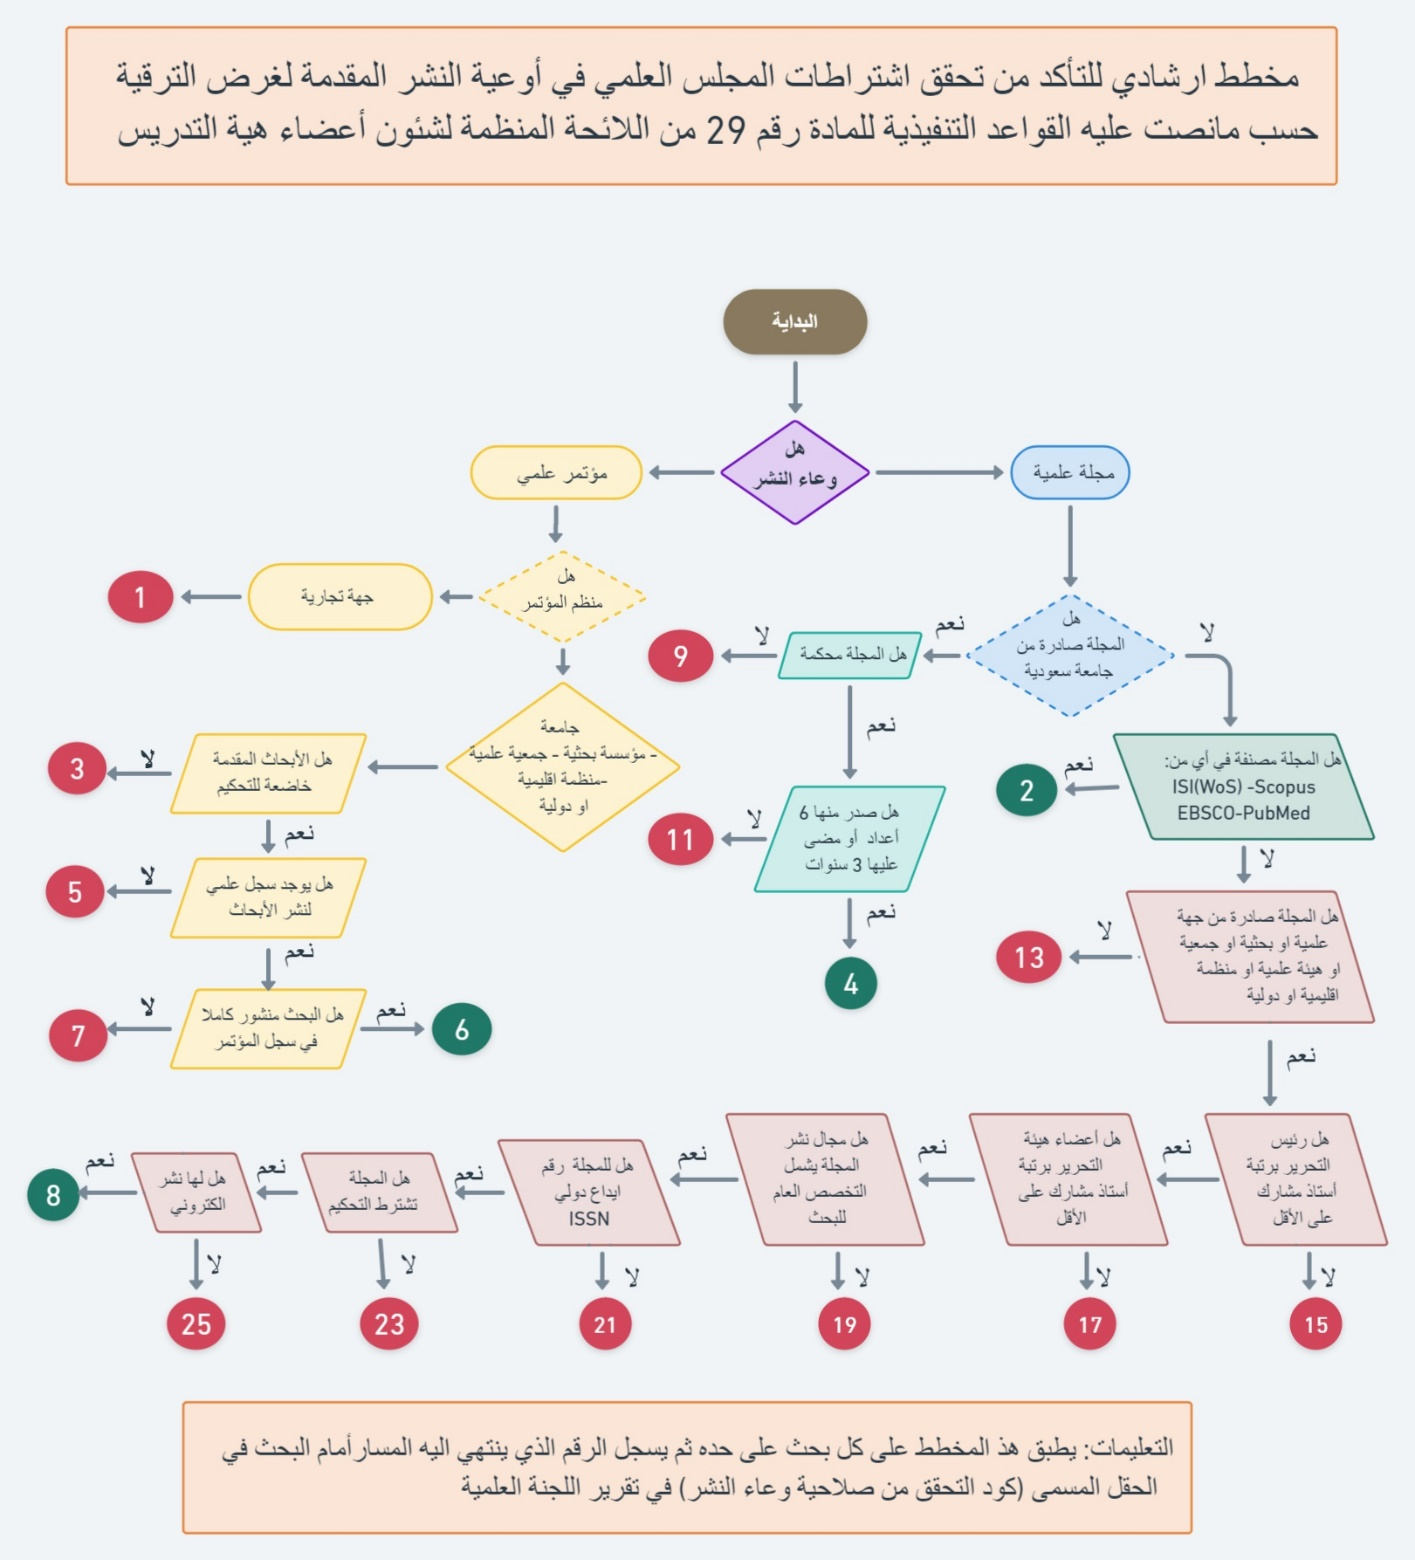 مخطط ارشادي للتأكد من تحقق اشتراطات المجلس العلمي في أوعية النشر المقدمة لغرض الترقية
حسب مانصت عليه القواعد التنفيذية للمادة رقم 29 من اللائحة المنظمة لشئون أعضاء هية التدريس
البداية
هل
وعاء النشر
مجلة علمية
مؤتمر علمي
هل
منظم المؤتمر
جهة تجارية
1
هل
المجلة صادرة من
جامعة سعودية
نعم
لا
هل المجلة محكمة
لا
9
نعم
جامعة
- مؤسسة بحثية - جمعية علمية
-منظمة اقليمية
او دولية
هل الأبحاث المقدمة
خاضعة للتحكيم
لا
3
نعم
هل المجلة مصنفة في أي من:
ISI(WoS) -Scopus
EBSCO-PubMed
نعم
2
لا
هل صدر منها 6
أعداد أو مضى
عليها 3 سنوات
لا
11
نعم
4
هل يوجد سجل علمي
لنشر الأبحاث
لا
5
نعم
هل المجلة صادرة من جهة
علمية او بحثية او جمعية
او هيئة علمية او منظمة
اقليمية او دولية
لا
13
نعم
هل البحث منشور كاملا
في سجل المؤتمر
نعم
6
لا
7
هل رئيس
التحرير برتبة
أستاذ مشارك
على الأقل
نعم
لا
15
هل أعضاء هيئة
التحرير برتبة
أستاذ مشارك على
الأقل
نعم
لا
17
هل مجال نشر
المجلة يشمل
التخصص العام
للبحث
نعم
لا
19
هل للمجلة رقم
ايداع دولي
ISSN
نعم
لا
21
هل المجلة
تشترط التحكيم
نعم
لا
23
هل لها نشر
الكتروني
نعم
8
لا
25
التعليمات: يطبق هذ المخطط على كل بحث على حده ثم يسجل الرقم الذي ينتهي اليه المسار أمام البحث في
الحقل المسمى (كود التحقق من صلاحية وعاء النشر) في تقرير اللجنة العلمية